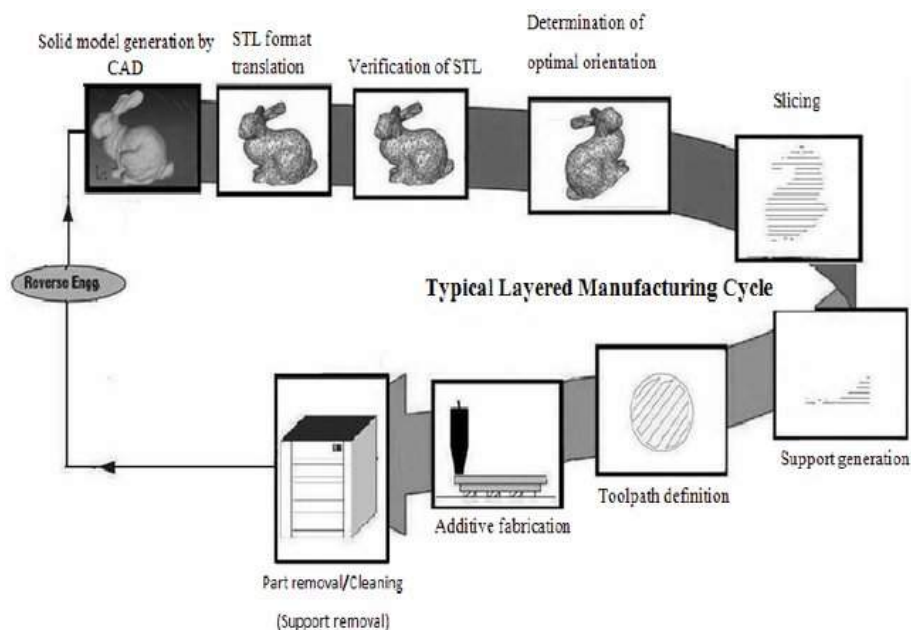 Solid model generation by
CAD
STL format
translation
Verification of STL
Determination of
optimal orientation
Slicing
Reverse Engg.
Typical Layered Manufacturing Cycle
Support generation
Toolpath definition
Additive fabrication
Part removal/Cleaning
(Support removal)